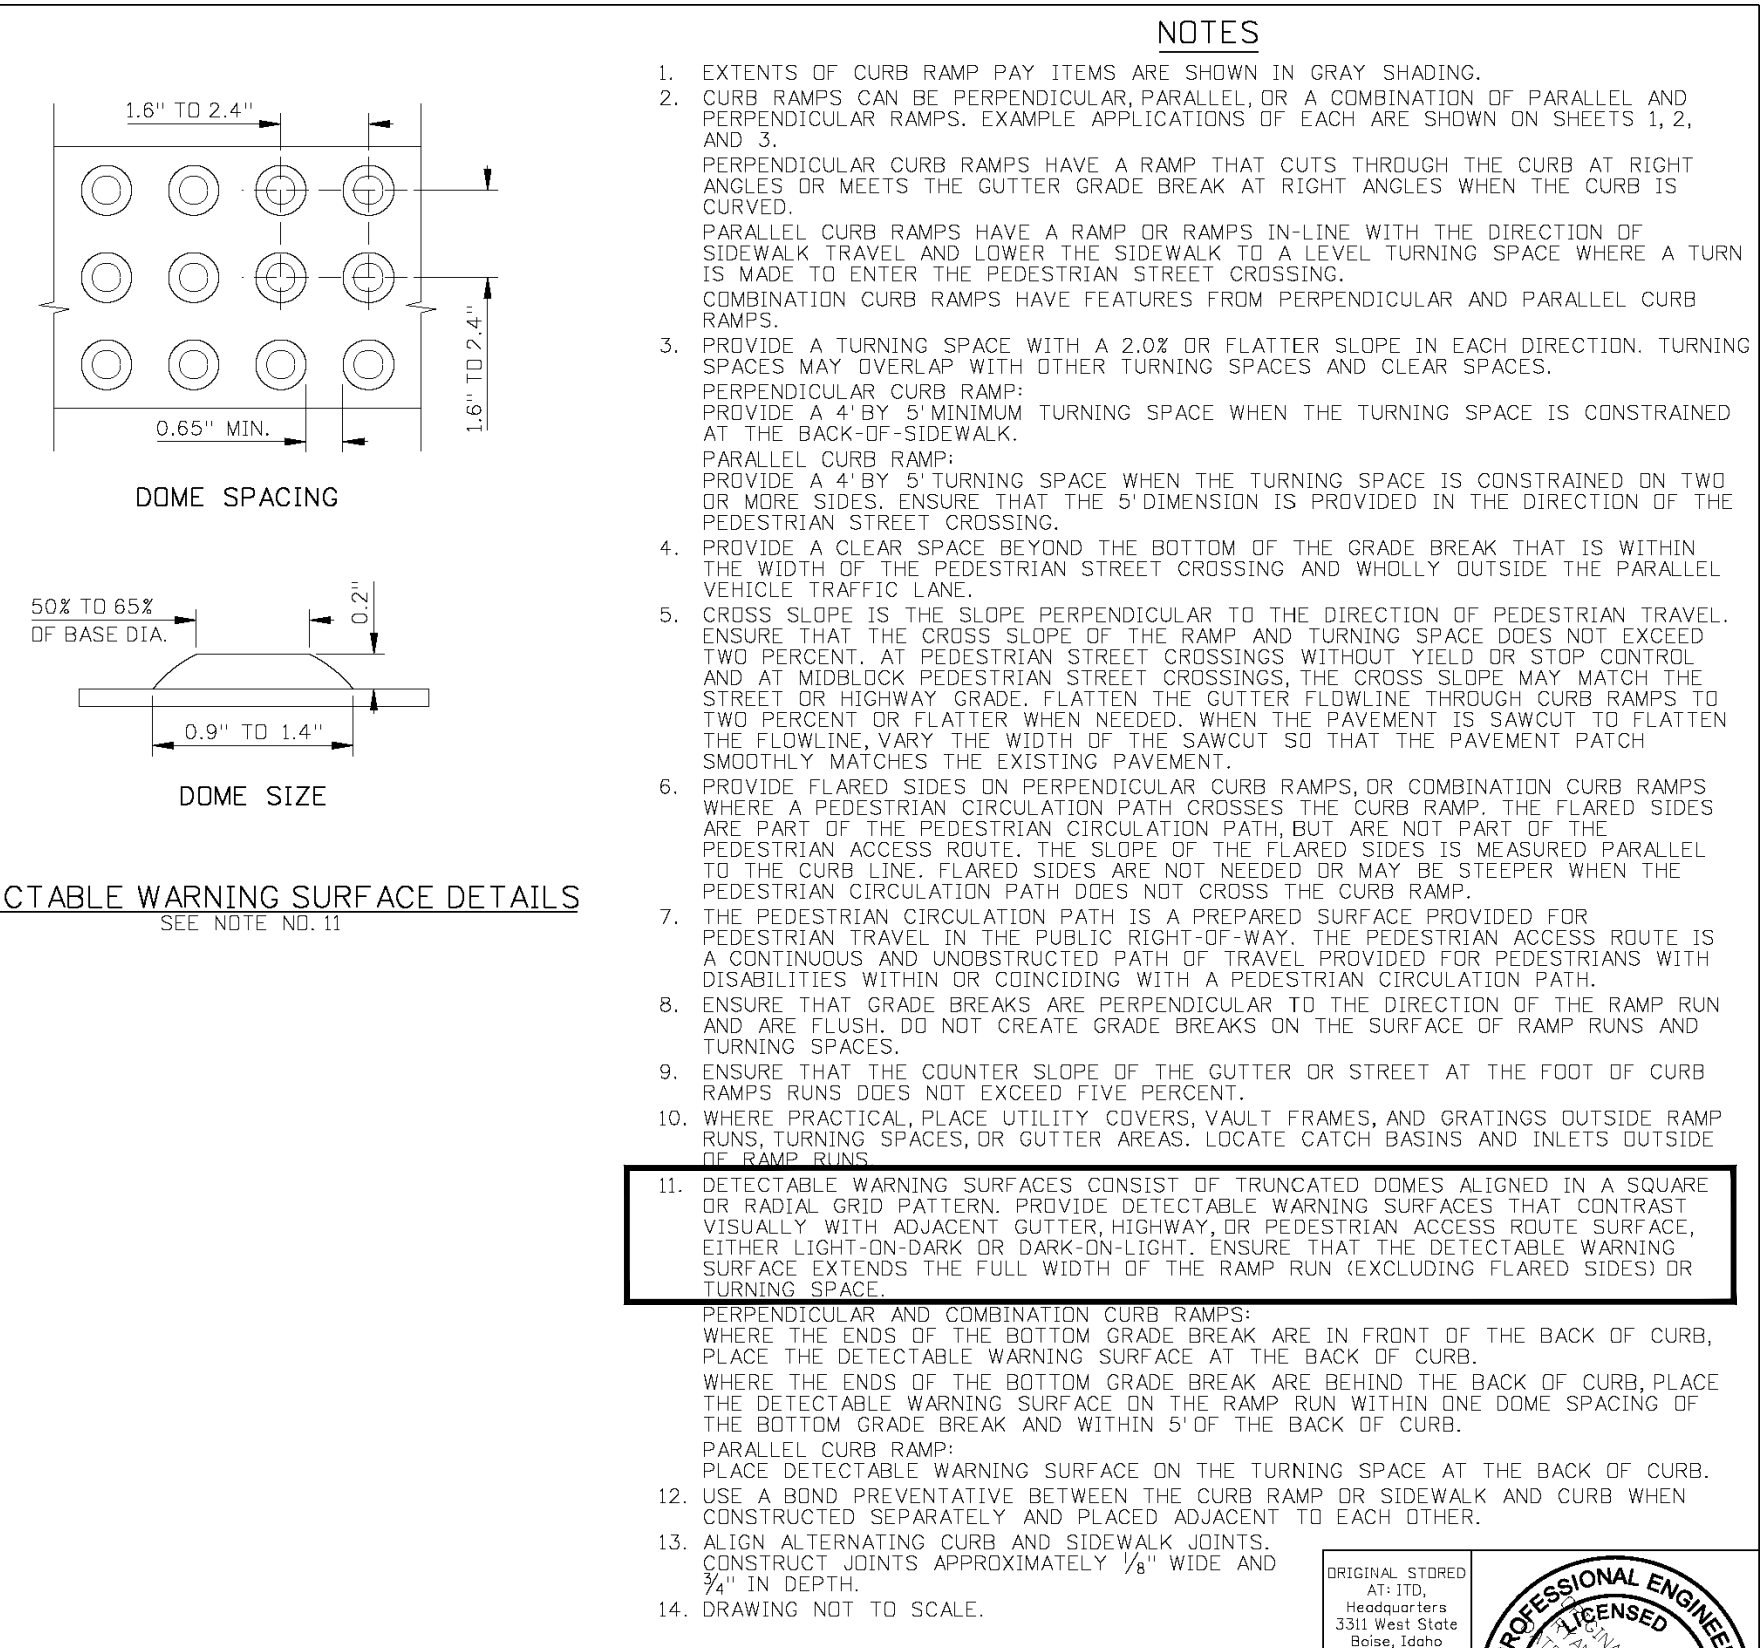 NOTES
1. EXTENTS OF CURB RAMP PAY ITEMS ARE SHOWN IN GRAY SHADING.
2. CURB RAMPS CAN BE PERPENDICULAR, PARALLEL, OR A COMBINATION OF PARALLEL AND
PERPENDICULAR RAMPS. EXAMPLE APPLICATIONS OF EACH ARE SHOWN ON SHEETS 1, 2,
AND 3.
PERPENDICULAR CURB RAMPS HAVE A RAMP THAT CUTS THROUGH THE CURB AT RIGHT
ANGLES OR MEETS THE GUTTER GRADE BREAK AT RIGHT ANGLES WHEN THE CURB IS
CURVED.
PARALLEL CURB RAMPS HAVE A RAMP OR RAMPS IN-LINE WITH THE DIRECTION OF
SIDEWALK TRAVEL AND LOWER THE SIDEWALK TO A LEVEL TURNING SPACE WHERE A TURN
IS MADE TO ENTER THE PEDESTRIAN STREET CROSSING.
COMBINATION CURB RAMPS HAVE FEATURES FROM PERPENDICULAR AND PARALLEL CURB
RAMPS.
3. PROVIDE A TURNING SPACE WITH A 2.0% OR FLATTER SLOPE IN EACH DIRECTION. TURNING
SPACES MAY OVERLAP WITH OTHER TURNING SPACES AND CLEAR SPACES.
PERPENDICULAR CURB RAMP:
PROVIDE A 4' BY 5' MINIMUM TURNING SPACE WHEN THE TURNING SPACE IS CONSTRAINED
AT THE BACK-OF-SIDEWALK.
PARALLEL CURB RAMP:
PROVIDE A 4' BY 5' TURNING SPACE WHEN THE TURNING SPACE IS CONSTRAINED ON TWO
OR MORE SIDES. ENSURE THAT THE 5' DIMENSION IS PROVIDED IN THE DIRECTION OF THE
PEDESTRIAN STREET CROSSING.
4. PROVIDE A CLEAR SPACE BEYOND THE BOTTOM OF THE GRADE BREAK THAT IS WITHIN
THE WIDTH OF THE PEDESTRIAN STREET CROSSING AND WHOLLY OUTSIDE THE PARALLEL
VEHICLE TRAFFIC LANE.
5. CROSS SLOPE IS THE SLOPE PERPENDICULAR TO THE DIRECTION OF PEDESTRIAN TRAVEL.
ENSURE THAT THE CROSS SLOPE OF THE RAMP AND TURNING SPACE DOES NOT EXCEED
TWO PERCENT. AT PEDESTRIAN STREET CROSSINGS WITHOUT YIELD OR STOP CONTROL
AND AT MIDBLOCK PEDESTRIAN STREET CROSSINGS, THE CROSS SLOPE MAY MATCH THE
STREET OR HIGHWAY GRADE. FLATTEN THE GUTTER FLOWLINE THROUGH CURB RAMPS TO
TWO PERCENT OR FLATTER WHEN NEEDED. WHEN THE PAVEMENT IS SAWCUT TO FLATTEN
THE FLOWLINE, VARY THE WIDTH OF THE SAWCUT SO THAT THE PAVEMENT PATCH
SMOOTHLY MATCHES THE EXISTING PAVEMENT.
6. PROVIDE FLARED SIDES ON PERPENDICULAR CURB RAMPS, OR COMBINATION CURB RAMPS
WHERE A PEDESTRIAN CIRCULATION PATH CROSSES THE CURB RAMP. THE FLARED SIDES
ARE PART OF THE PEDESTRIAN CIRCULATION PATH, BUT ARE NOT PART OF THE
PEDESTRIAN ACCESS ROUTE. THE SLOPE OF THE FLARED SIDES IS MEASURED PARALLEL
TO THE CURB LINE. FLARED SIDES ARE NOT NEEDED OR MAY BE STEEPER WHEN THE
PEDESTRIAN CIRCULATION PATH DOES NOT CROSS THE CURB RAMP.
7. THE PEDESTRIAN CIRCULATION PATH IS A PREPARED SURFACE PROVIDED FOR
PEDESTRIAN TRAVEL IN THE PUBLIC RIGHT-OF-WAY. THE PEDESTRIAN ACCESS ROUTE IS
A CONTINUOUS AND UNOBSTRUCTED PATH OF TRAVEL PROVIDED FOR PEDESTRIANS WITH
DISABILITIES WITHIN OR COINCIDING WITH A PEDESTRIAN CIRCULATION PATH.
8. ENSURE THAT GRADE BREAKS ARE PERPENDICULAR TO THE DIRECTION OF THE RAMP RUN
AND ARE FLUSH. DO NOT CREATE GRADE BREAKS ON THE SURFACE OF RAMP RUNS AND
TURNING SPACES.
9. ENSURE THAT THE COUNTER SLOPE OF THE GUTTER OR STREET AT THE FOOT OF CURB
RAMPS RUNS DOES NOT EXCEED FIVE PERCENT.
10. WHERE PRACTICAL, PLACE UTILITY COVERS, VAULT FRAMES, AND GRATINGS OUTSIDE RAMP
RUNS, TURNING SPACES, OR GUTTER AREAS. LOCATE CATCH BASINS AND INLETS OUTSIDE
OF RAMP RUNS.
11. DETECTABLE WARNING SURFACES CONSIST OF TRUNCATED DOMES ALIGNED IN A SQUARE
OR RADIAL GRID PATTERN. PROVIDE DETECTABLE WARNING SURFACES THAT CONTRAST
VISUALLY WITH ADJACENT GUTTER, HIGHWAY, OR PEDESTRIAN ACCESS ROUTE SURFACE,
EITHER LIGHT-ON-DARK OR DARK-ON-LIGHT. ENSURE THAT THE DETECTABLE WARNING
SURFACE EXTENDS THE FULL WIDTH OF THE RAMP RUN (EXCLUDING FLARED SIDES) OR
TURNING SPACE.
PERPENDICULAR AND COMBINATION CURB RAMPS:
WHERE THE ENDS OF THE BOTTOM GRADE BREAK ARE IN FRONT OF THE BACK OF CURB,
PLACE THE DETECTABLE WARNING SURFACE AT THE BACK OF CURB.
WHERE THE ENDS OF THE BOTTOM GRADE BREAK ARE BEHIND THE BACK OF CURB, PLACE
THE DETECTABLE WARNING SURFACE ON THE RAMP RUN WITHIN ONE DOME SPACING OF
THE BOTTOM GRADE BREAK AND WITHIN 5' OF THE BACK OF CURB.
PARALLEL CURB RAMP:
PLACE DETECTABLE WARNING SURFACE ON THE TURNING SPACE AT THE BACK OF CURB.
12. USE A BOND PREVENTATIVE BETWEEN THE CURB RAMP OR SIDEWALK AND CURB WHEN
CONSTRUCTED SEPARATELY AND PLACED ADJACENT TO EACH OTHER.
13. ALIGN ALTERNATING CURB AND SIDEWALK JOINTS.
CONSTRUCT JOINTS APPROXIMATELY 1/8" WIDE AND
3/4" IN DEPTH.
14. DRAWING NOT TO SCALE.
1.6" TO 2.4"
1.6" TO 2.4"
0.65" MIN.
DOME SPACING
50% TO 65%
OF BASE DIA.
0.2"
0.9" TO 1.4"
DOME SIZE
CTABLE WARNING SURFACE DETAILS
SEE NOTE NO. 11
ORIGINAL STORED
AT: ITD,
Headquarters
3311 West State
Boise, Idaho
PROFESSIONAL ENGINEE
LICENSED